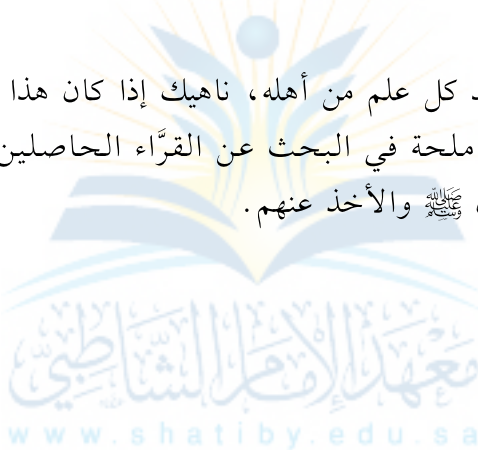 كل علم من أهله، ناهيك إذا كان هذا
ملحة في البحث عن القرَّاء الحاصلين
ﷺ والأخذ عنهم.
معهد الإمام الشاطبي
www.shatiby.edu.sa